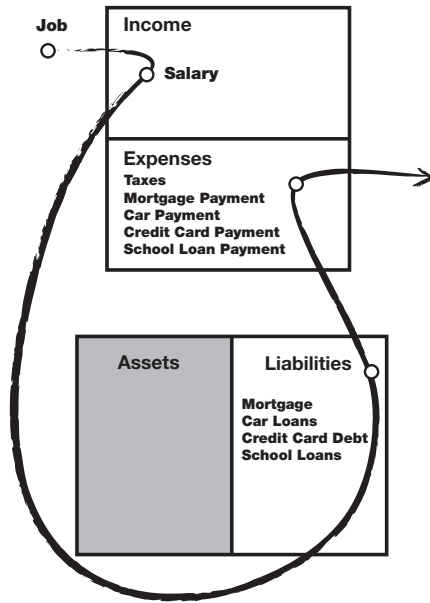 Job
Income
Salary
Expenses
Taxes
Mortgage Payment
Car Payment
Credit Card Payment
School Loan Payment
Assets
Liabilities
Mortgage
Car Loans
Credit Card Debt
School Loans